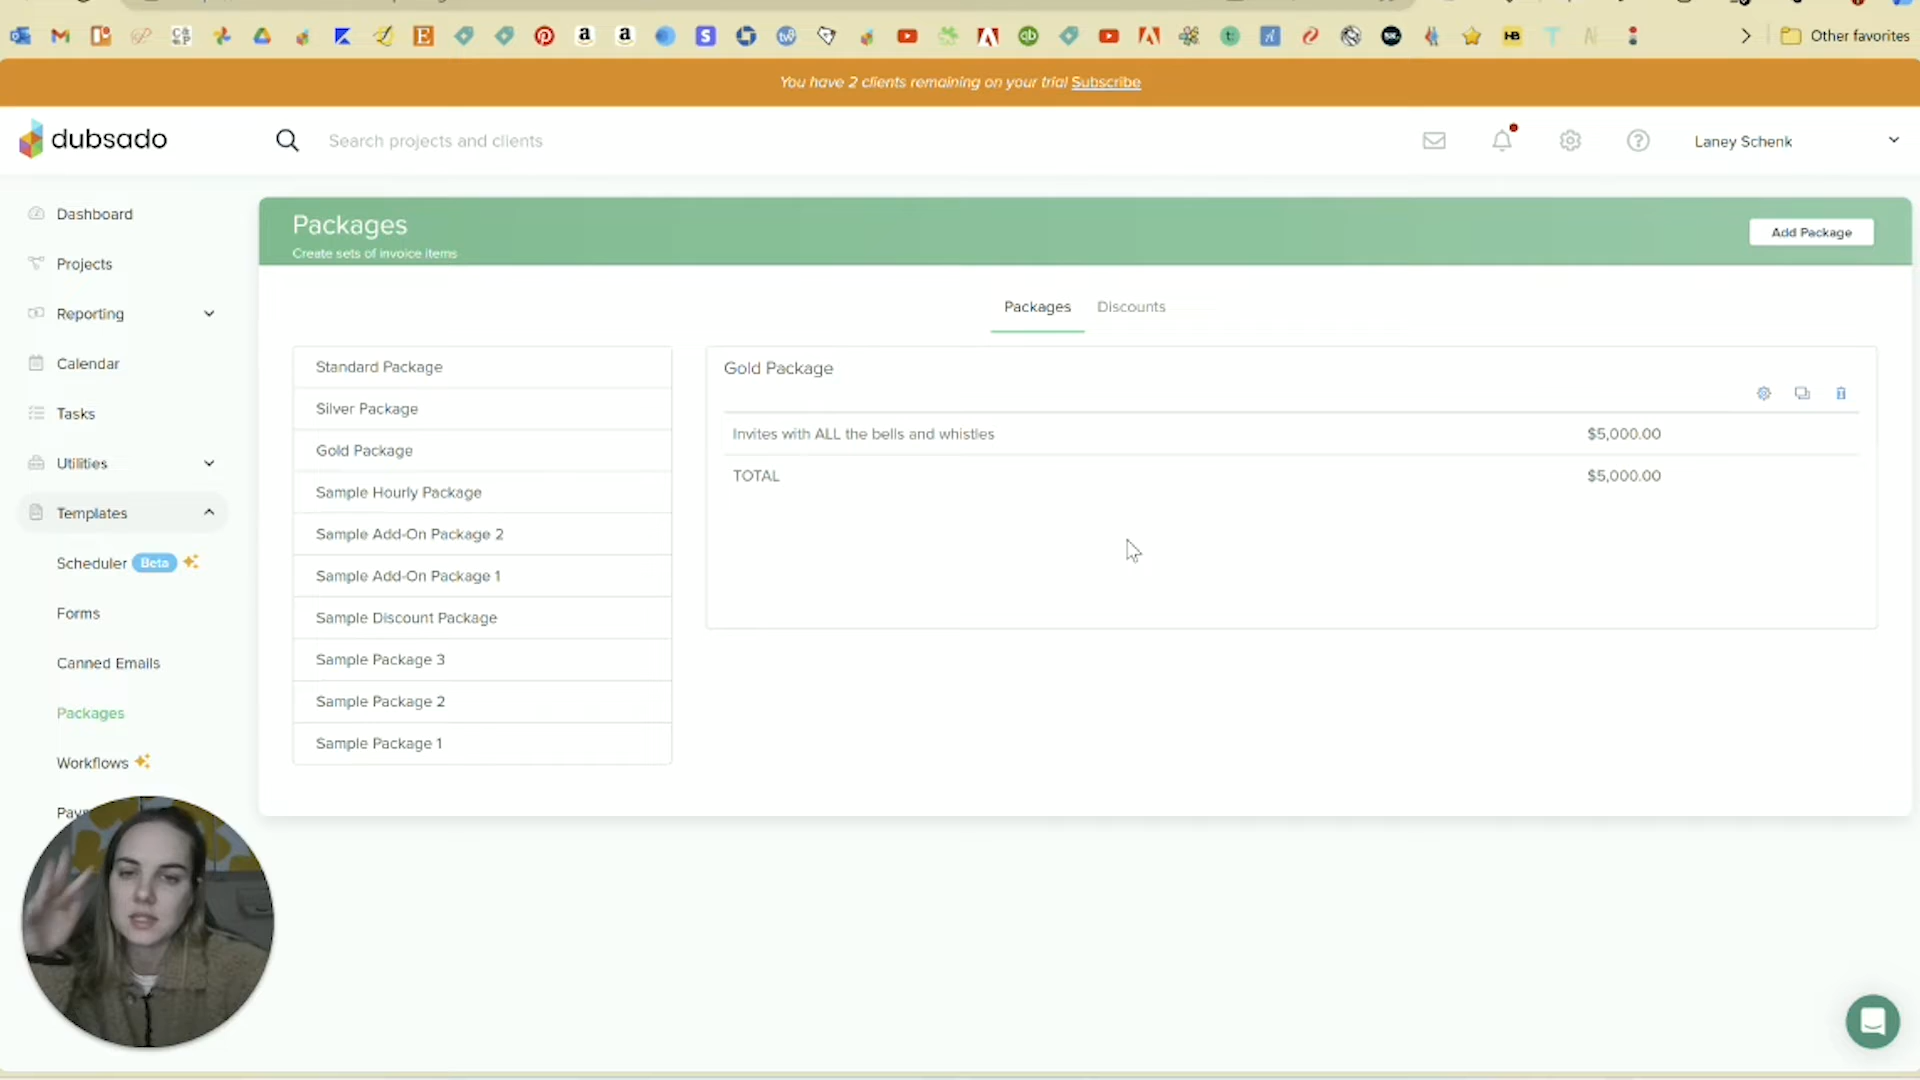 Other favorites
You have 2 clients remaining on your trial Subscribe
dubsado
Search projects and clients
Laney Schenk
Dashboard
Projects
Reporting
Calendar
Tasks
Utilities
Templates
Scheduler Beta
Forms
Canned Emails
Packages
Workflows
Pay
Packages
Create sets of invoice items
Add Package
Packages Discounts
Standard Package
Silver Package
Gold Package
Sample Hourly Package
Sample Add-On Package 2
Sample Add-On Package 1
Sample Discount Package
Sample Package 3
Sample Package 2
Sample Package 1
Gold Package
Invites with ALL the bells and whistles $5,000.00
TOTAL $5,000.00